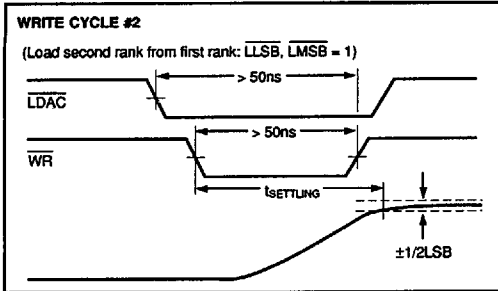 WRITE CYCLE #2
(Load second rank from first rank: LLSB, LMSB = 1)
> 50ns
LDAC
> 50ns
WR
tSETTLING
±1/2LSB